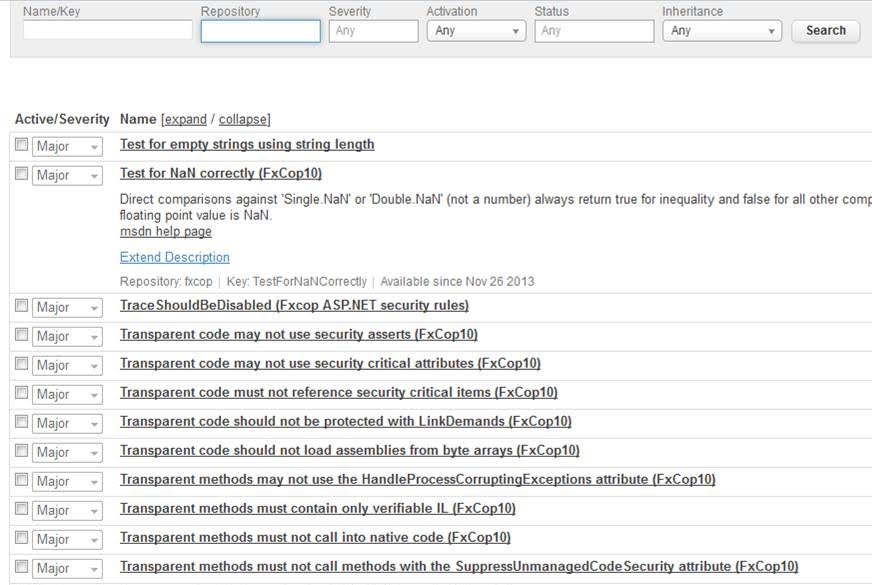 Name/Key Repository Severity Activation Status Inheritance
Any Any Any Any Search
Active/Severity Name [expand / collapse]
Major Test for empty strings using string length
Major Test for NaN correctly (FxCop10)
Direct comparisons against 'Single.NaN' or 'Double.NaN' (not a number) always return true for inequality and false for all other comp
floating point value is NaN.
msdn help page
Extend Description
Repository: fxcop | Key: TestForNaNCorrectly | Available since Nov 26 2013
Major TraceShouldBeDisabled (Fxcop ASP.NET security rules)
Major Transparent code may not use security asserts (FxCop10)
Major Transparent code may not use security critical attributes (FxCop10)
Major Transparent code must not reference security critical items (FxCop10)
Major Transparent code should not be protected with LinkDemands (FxCop10)
Major Transparent code should not load assemblies from byte arrays (FxCop10)
Major Transparent methods may not use the HandleProcessCorruptingExceptions attribute (FxCop10)
Major Transparent methods must contain only verifiable IL (FxCop10)
Major Transparent methods must not call into native code (FxCop10)
Major Transparent methods must not call methods with the SuppressUnmanagedCodeSecurity attribute (FxCop10)